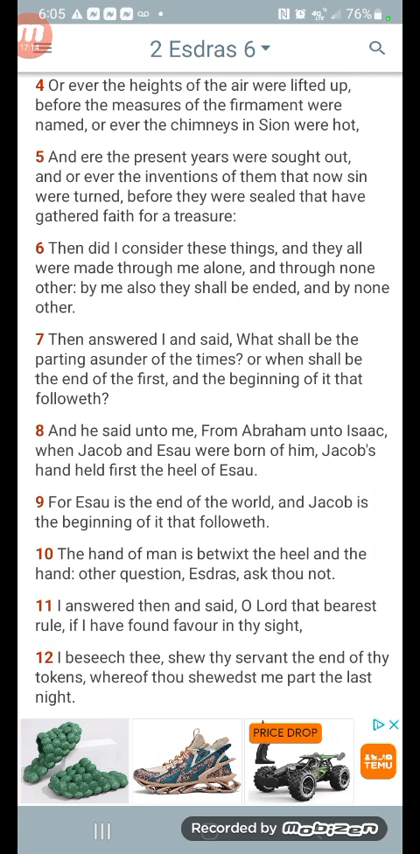 6:05
76%
17:14
2 Esdras 6
4 Or ever the heights of the air were lifted up,
before the measures of the firmament were
named, or ever the chimneys in Sion were hot,
5 And ere the present years were sought out,
and or ever the inventions of them that now sin
were turned, before they were sealed that have
gathered faith for a treasure:
6 Then did I consider these things, and they all
were made through me alone, and through none
other: by me also they shall be ended, and by none
other.
7 Then answered I and said, What shall be the
parting asunder of the times? or when shall be
the end of the first, and the beginning of it that
followeth?
8 And he said unto me, From Abraham unto Isaac,
when Jacob and Esau were born of him, Jacob's
hand held first the heel of Esau.
9 For Esau is the end of the world, and Jacob is
the beginning of it that followeth.
10 The hand of man is betwixt the heel and the
hand: other question, Esdras, ask thou not.
11 I answered then and said, O Lord that bearest
rule, if I have found favour in thy sight,
12 I beseech thee, shew thy servant the end of thy
tokens, whereof thou shewedst me part the last
night.
PRICE DROP
TEMU
Recorded by mobizen